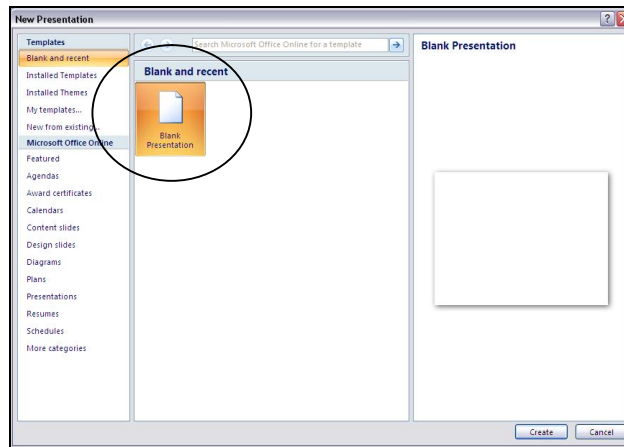 New Presentation
Templates
Blank and recent
Installed Templates
Installed Themes
My templates...
New from existing...
Microsoft Office Online
Featured
Agendas
Award certificates
Calendars
Content slides
Design slides
Diagrams
Plans
Presentations
Resumes
Schedules
More categories
Search Microsoft Office Online for a template
Blank and recent
Blank
Presentation
Blank Presentation
Create
Cancel